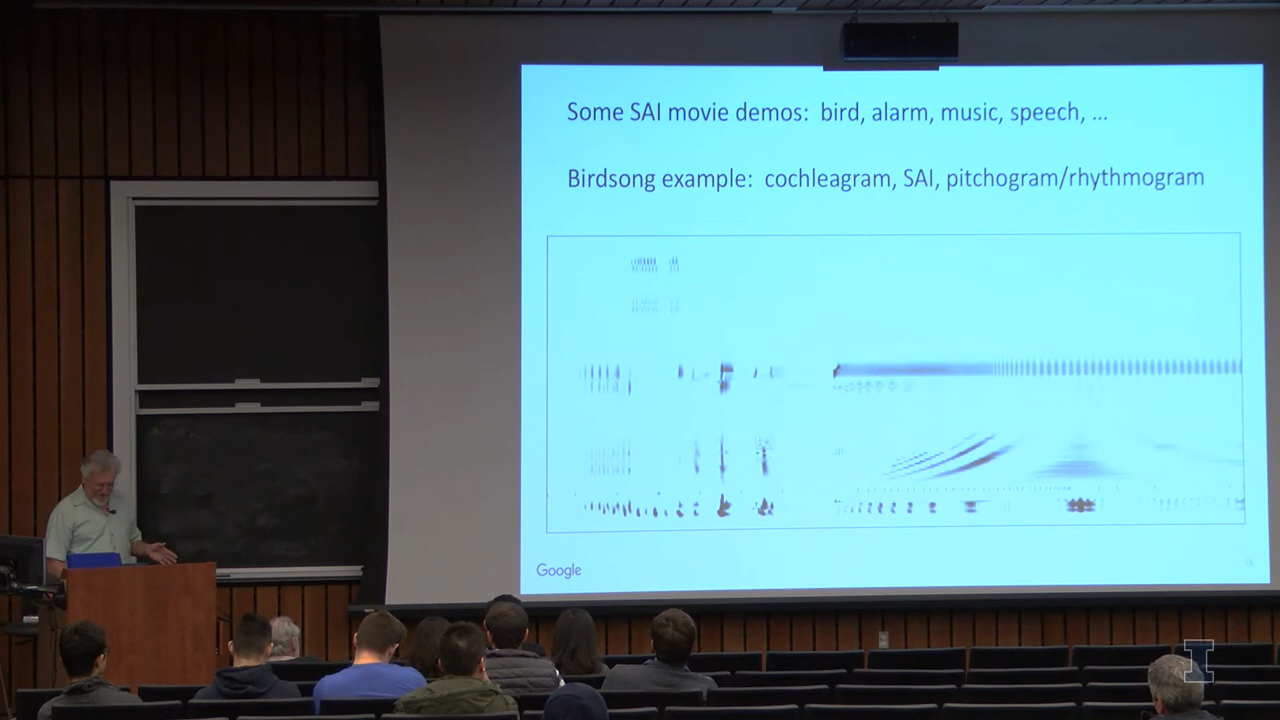 Some SAI movie demos: bird, alarm, music, speech, ...
Birdsong example: cochleagram, SAI, pitchogram/rhythmogram
Google